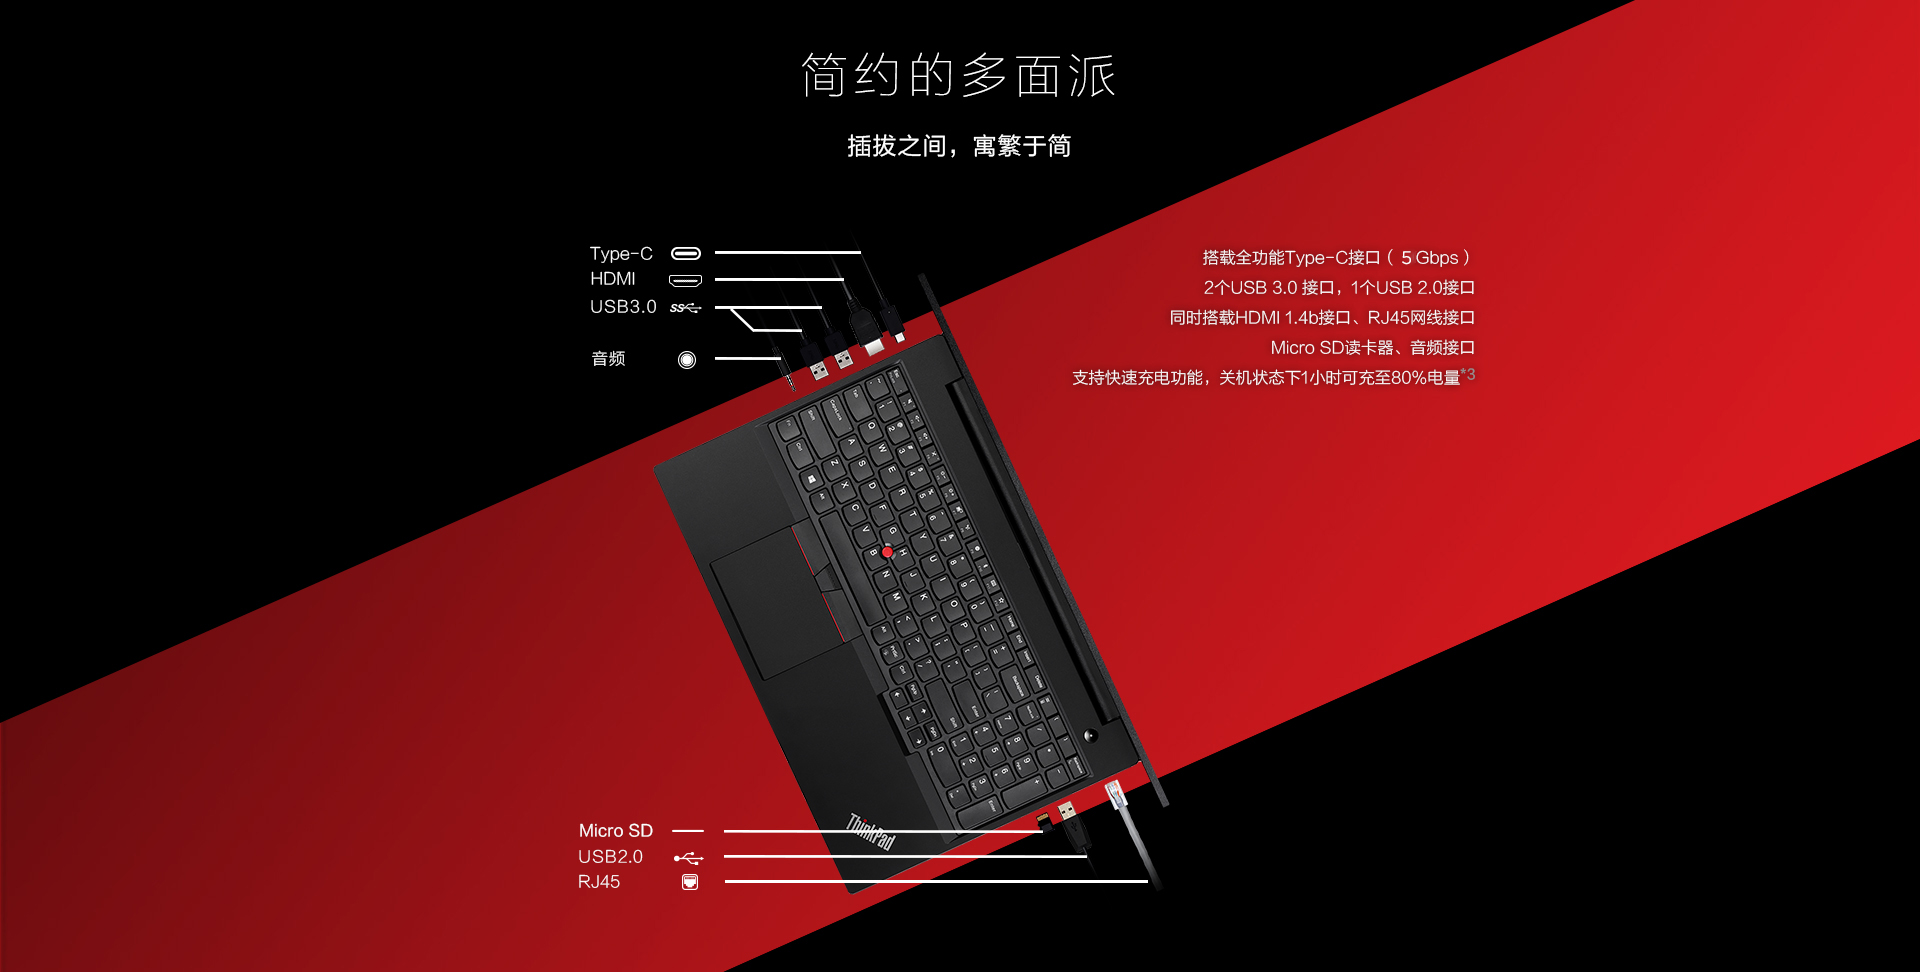 简约的多面派
插拔之间，寓繁于简
Type-C
HDMI
USB3.0
音频
搭载全功能Type-C接口（5Gbps）
2个USB 3.0 接口，1个USB 2.0接口
同时搭载HDMI 1.4b接口、RJ45网线接口
Micro SD读卡器、音频接口
支持快速充电功能，关机状态下1小时可充至80%电量*3
ThinkPad
Micro SD
USB2.0
RJ45